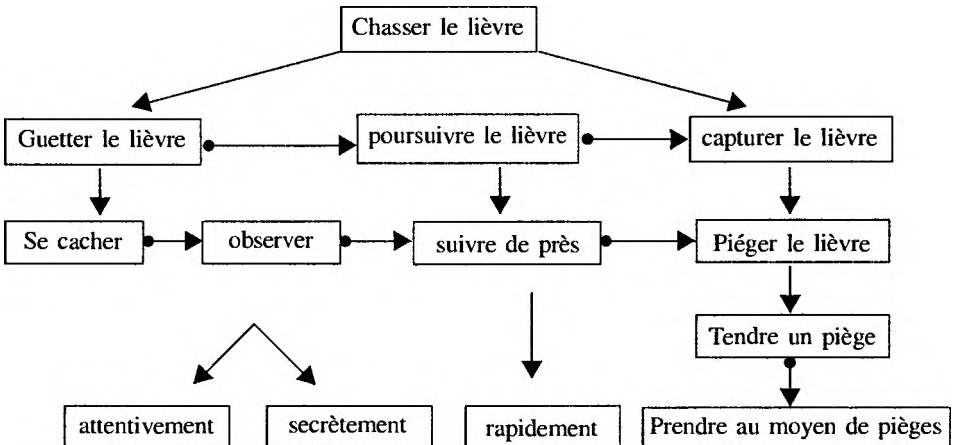 Chasser le lièvre
Guetter le lièvre
poursuivre le lièvre
capturer le lièvre
Se cacher
observer
suivre de près
Piéger le lièvre
Tendre un piège
attentivement
secrètement
rapidement
Prendre au moyen de pièges